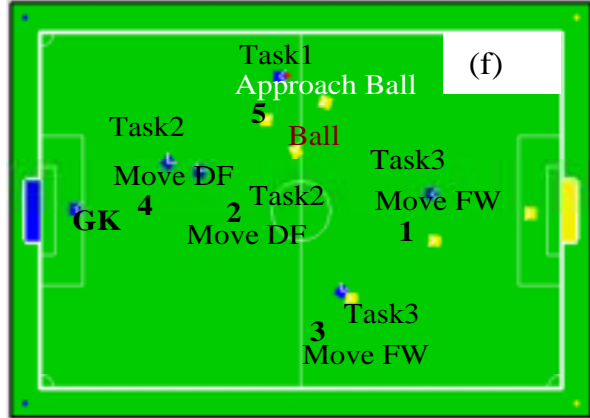 Task1
(f)
Approach Ball
5
Task2
Ball
Task3
Move DF
Task2
Move FW
GK
4
2
1
Move DF
Task3
3
Move FW